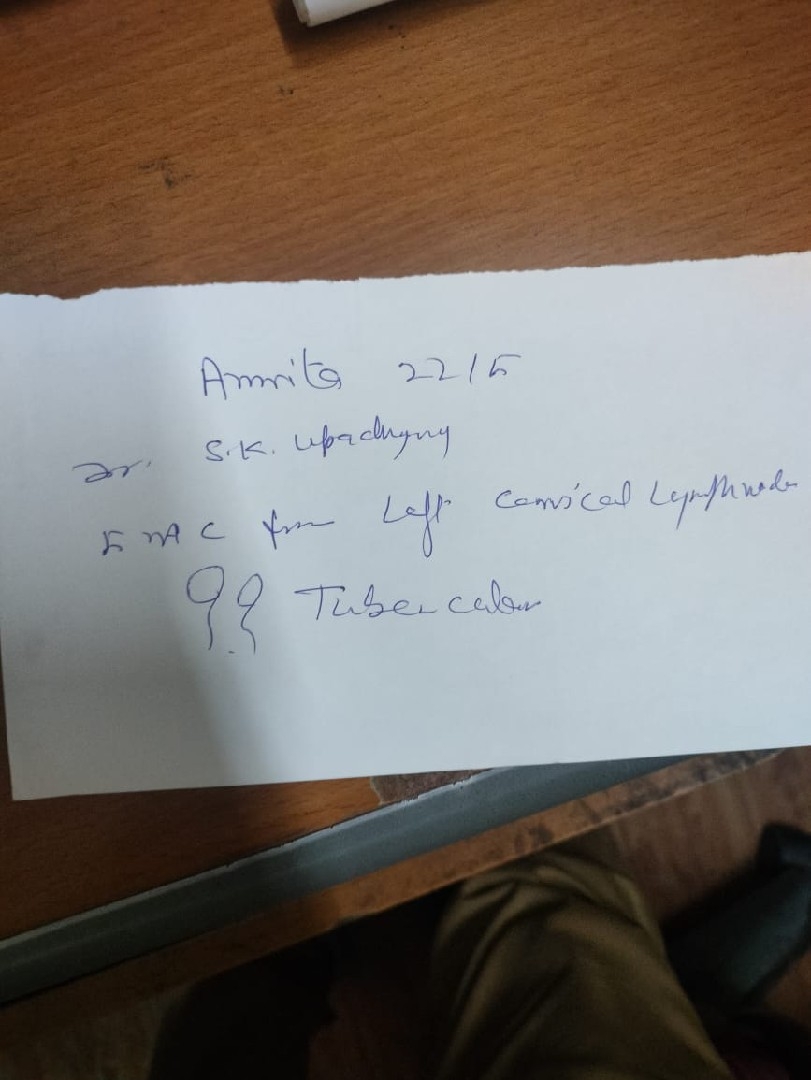 Amrita 22/F
Dr. S.K. Upadhyay
FNAC from Left Cervical Lymphnode
?? Tubercular